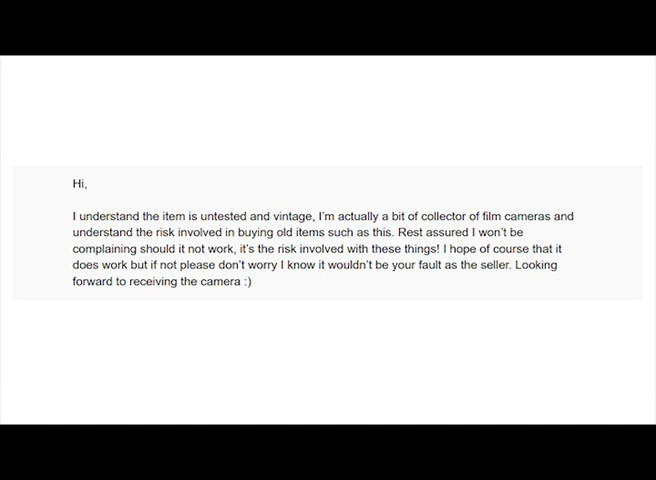 Hi,
I understand the item is untested and vintage, I'm actually a bit of collector of film cameras and
understand the risk involved in buying old items such as this. Rest assured I won't be
complaining should it not work, it's the risk involved with these things! I hope of course that it
does work but if not please don't worry I know it wouldn't be your fault as the seller. Looking
forward to receiving the camera :)